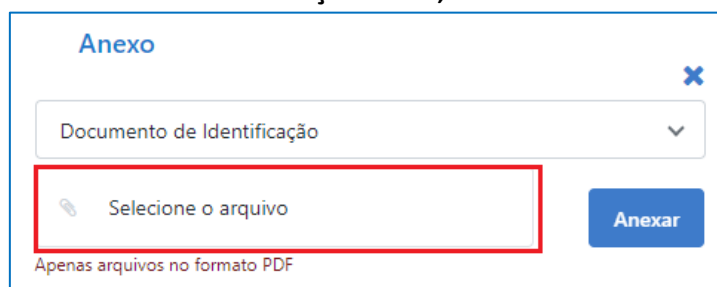 Anexo
Documento de Identificação
Selecione o arquivo
Anexar
Apenas arquivos no formato PDF